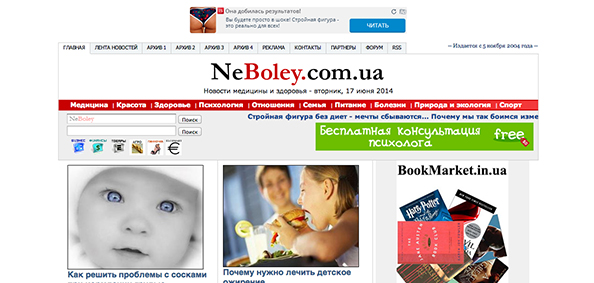 Она добилась результатов!
Вы будете просто в шоке! Стройная фигура - это реально для всех!
ЧИТАТЬ
ГЛАВНАЯ ЛЕНТА НОВОСТЕЙ АРХИВ 1 АРХИВ 2 АРХИВ 3 АРХИВ 4 РЕКЛАМА КОНТАКТЫ ПАРТНЕРЫ ФОРУМ RSS
-- Издается с 5 ноября 2004 года --
NeBoley.com.ua
Новости медицины и здоровья - вторник, 17 июня 2014
Медицина | Красота | Здоровье | Психология | Отношения | Семья | Питание | Болезни | Природа и экология | Спорт
NeBoley Поиск
Поиск
Стройная фигура без диет - мечты сбываются... Почему мы так боимся изме
Бесплатная консультация психолога
free
BookMarket.in.ua
Harry Potter
Как решить проблемы с сосками
Почему нужно лечить детское ожирение